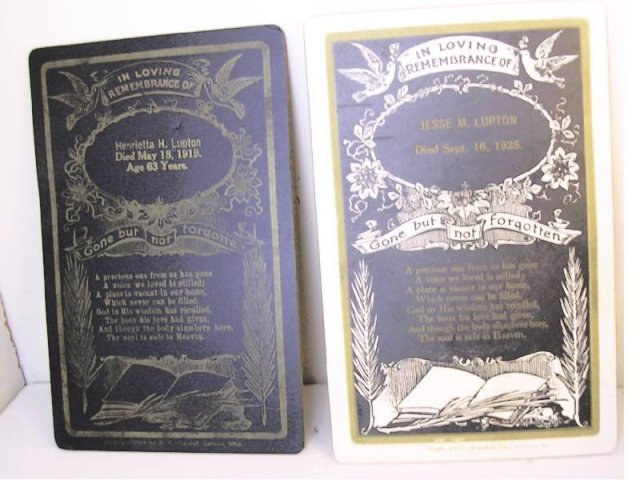 IN LOVING
REMEMBRANCE OF
Henrietta H. Lupton
Died May 18, 1919.
Age 63 Years.
Gone but not forgotten
A precious one from us has gone
A voice we loved is stilled;
A place is vacant in our home,
Which never can be filled.
God in His wisdom has recalled,
The boon his love had given,
And though the body slumbers here,
The soul is safe in Heaven.
IN LOVING
REMEMBRANCE OF
JESSE M. LUPTON
Died Sept. 16, 1925.
Gone but not forgotten
A precious one from us has gone
A voice we loved is stilled;
A place is vacant in our home,
Which never can be filled.
God in His wisdom has recalled,
The boon his love had given,
And though the body slumbers here,
The soul is safe in Heaven,